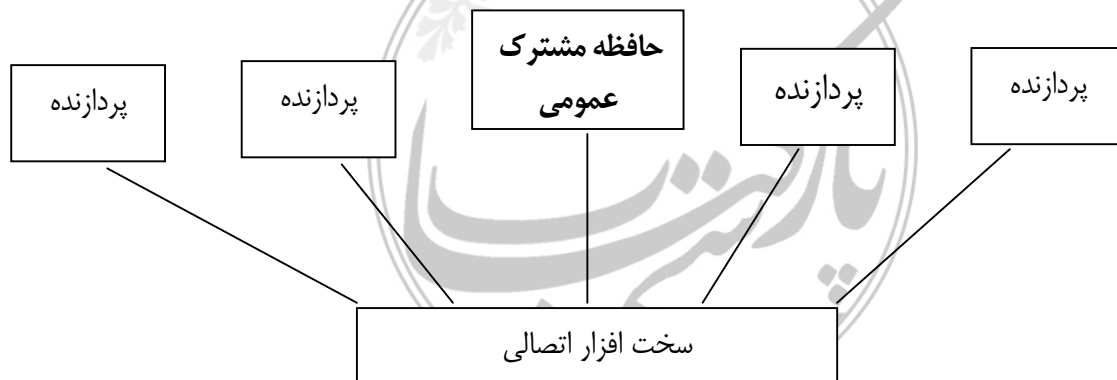 حافظه مشترک
عمومی
پردازنده
پردازنده
پردازنده
پردازنده
سخت افزار اتصالی